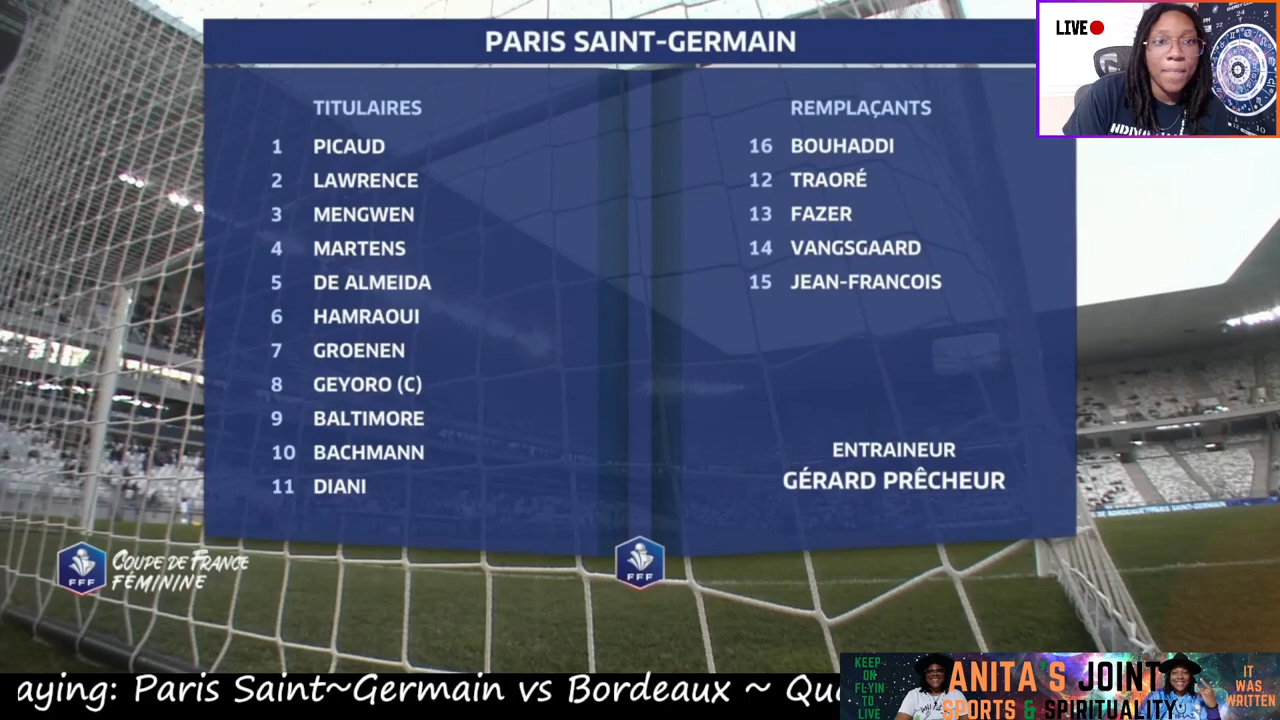 PARIS SAINT-GERMAIN
LIVE
TITULAIRES
1 PICAUD
2 LAWRENCE
3 MENGWEN
4 MARTENS
5 DE ALMEIDA
6 HAMRAOUI
7 GROENEN
8 GEYORO (C)
9 BALTIMORE
10 BACHMANN
11 DIANI
REMPLAÇANTS
16 BOUHADDI
12 TRAORÉ
13 FAZER
14 VANGSGAARD
15 JEAN-FRANCOIS
ENTRAINEUR
GÉRARD PRÊCHEUR
FFF
COUPE DE FRANCE
FÉMININE
FFF
aying: Paris Saint~Germain vs Bordeaux ~ Qua
KEEP
ON
FLYIN
TO
LIVE
ANITA'S JOINT
SPORTS & SPIRITUALITY
IT
WAS
WRITTEN